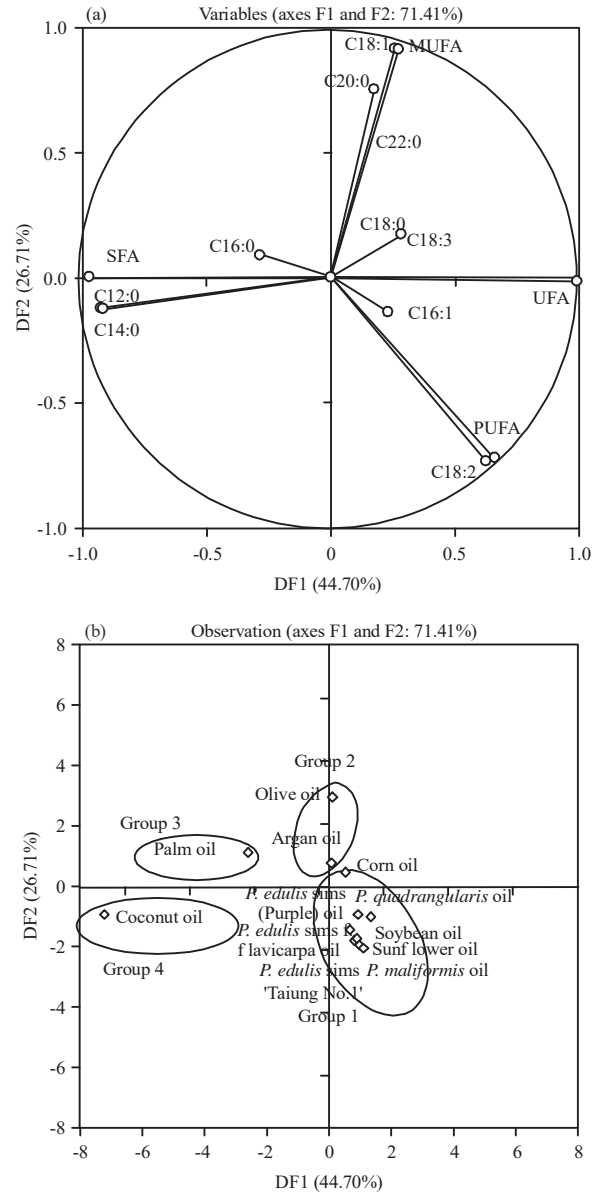 (a) Variables (axes F1 and F2: 71.41%)
1.0
C18:1 MUFA
C20:0
C22:0
0.5
C18:0
C16:0 C18:3
SFA
0.0
C12:0 UFA
C14:0 C16:1
-0.5
PUFA
C18:2
-1.0
-1.0 -0.5 0 0.5 1.0
DF1 (44.70%)
DF2 (26.71%)
(b) Observation (axes F1 and F2: 71.41%)
8
6
4
Group 2
Olive oil
2
Group 3
Argan oil
Palm oil
Corn oil
0
P. edulis sims P. quadrangularis oil
Coconut oil (Purple) oil
P. edulis sims f. Soybean oil
-2
f lavicarpa oil Sunf lower oil
Group 4 P. edulis sims P. maliformis oil
'Taiung No.1'
-4
Group 1
-6
-8
-8 -6 -4 -2 0 2 4 6 8
DF1 (44.70%)
DF2 (26.71%)